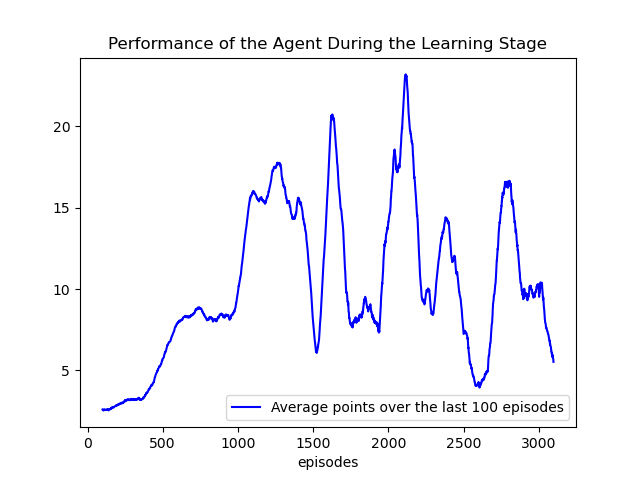 Performance of the Agent During the Learning Stage
20
15
10
5
Average points over the last 100 episodes
0 500 1000 1500 2000 2500 3000
episodes